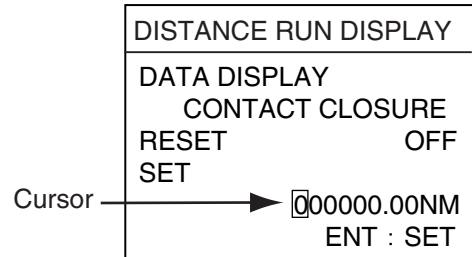 DISTANCE RUN DISPLAY
DATA DISPLAY
CONTACT CLOSURE
RESET OFF
SET
Cursor
000000.00NM
ENT : SET